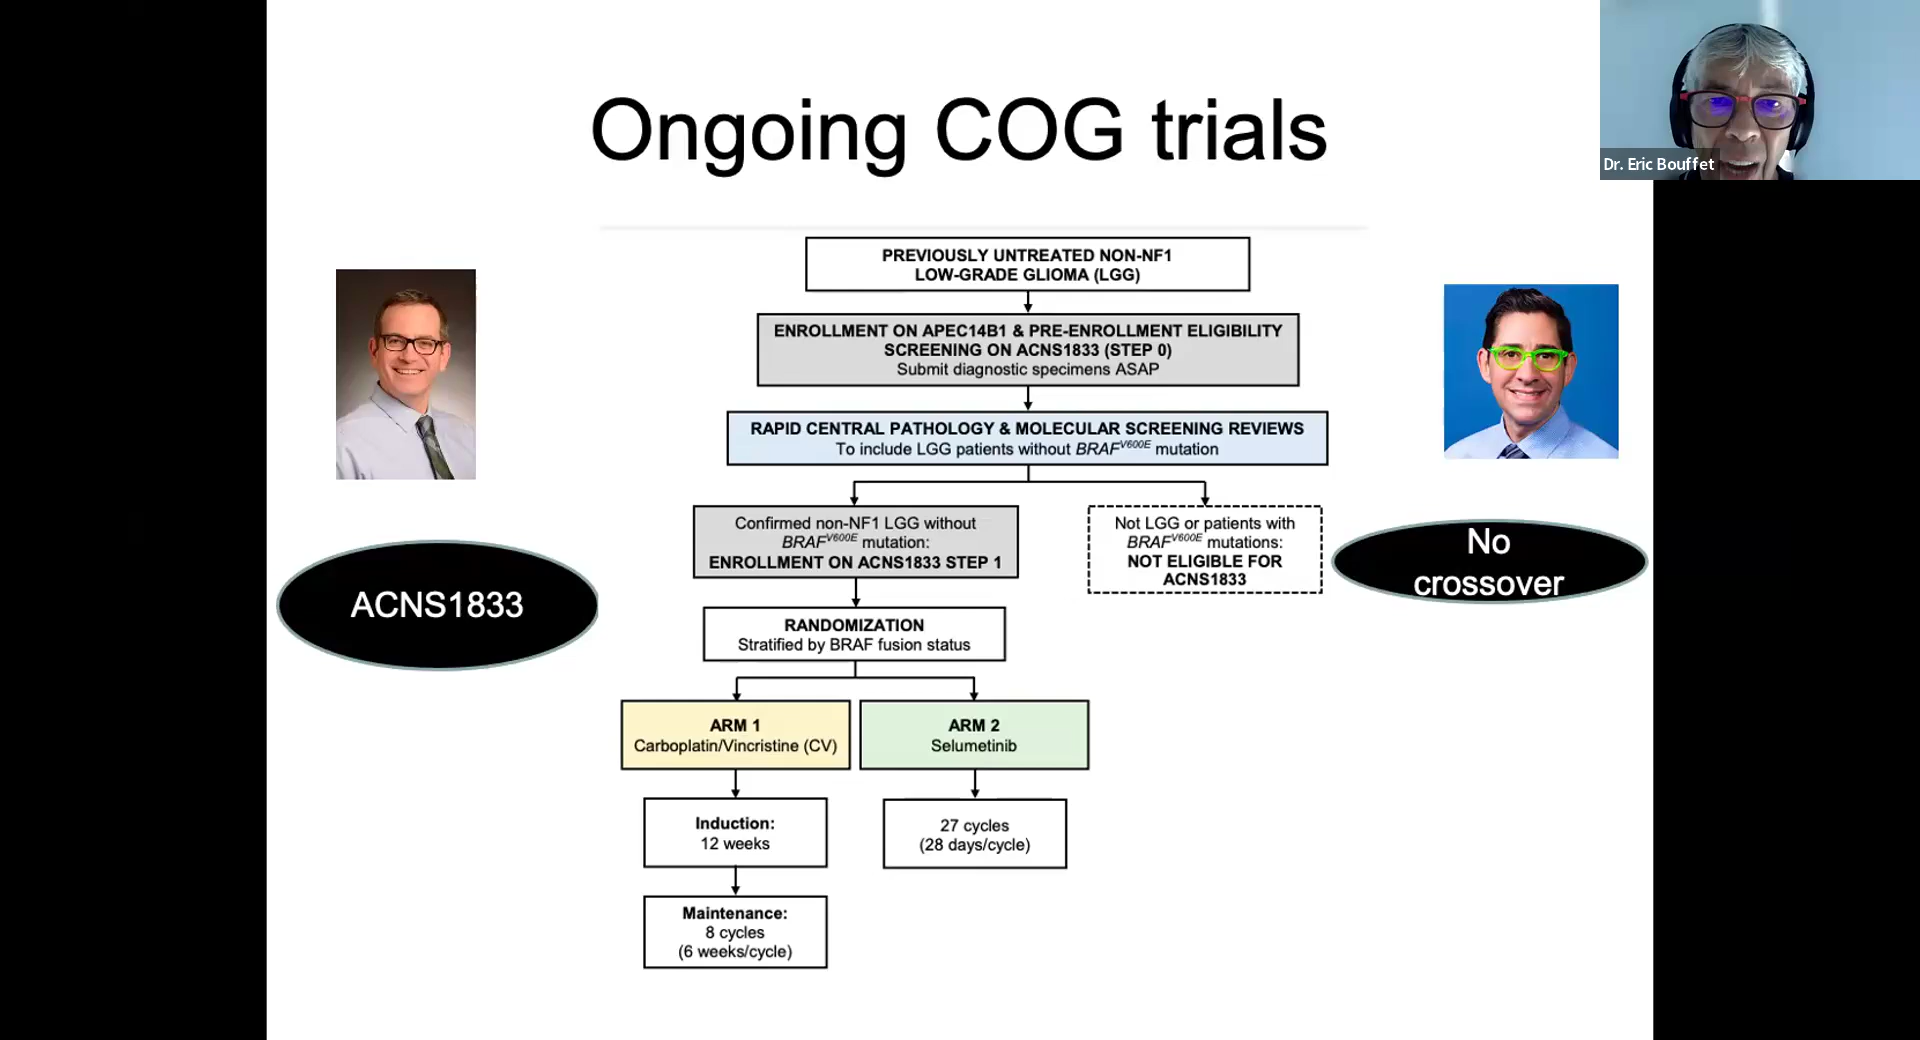 Ongoing COG trials
Dr. Eric Bouffet
PREVIOUSLY UNTREATED NON-NF1
LOW-GRADE GLIOMA (LGG)
ENROLLMENT ON APEC14B1 & PRE-ENROLLMENT ELIGIBILITY
SCREENING ON ACNS1833 (STEP 0)
Submit diagnostic specimens ASAP
RAPID CENTRAL PATHOLOGY & MOLECULAR SCREENING REVIEWS
To include LGG patients without BRAFV600E mutation
Confirmed non-NF1 LGG without
BRAFV600E mutation:
ENROLLMENT ON ACNS1833 STEP 1
Not LGG or patients with
BRAFV600E mutations:
NOT ELIGIBLE FOR
ACNS1833
No
crossover
ACNS1833
RANDOMIZATION
Stratified by BRAF fusion status
ARM 1
Carboplatin/Vincristine (CV)
ARM 2
Selumetinib
Induction:
12 weeks
27 cycles
(28 days/cycle)
Maintenance:
8 cycles
(6 weeks/cycle)